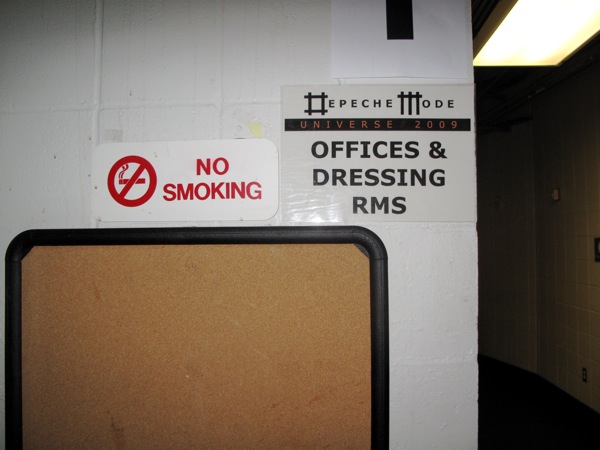 NO
SMOKING
DEPECHE MODE
UNIVERSE 2009
OFFICES &
DRESSING
RMS